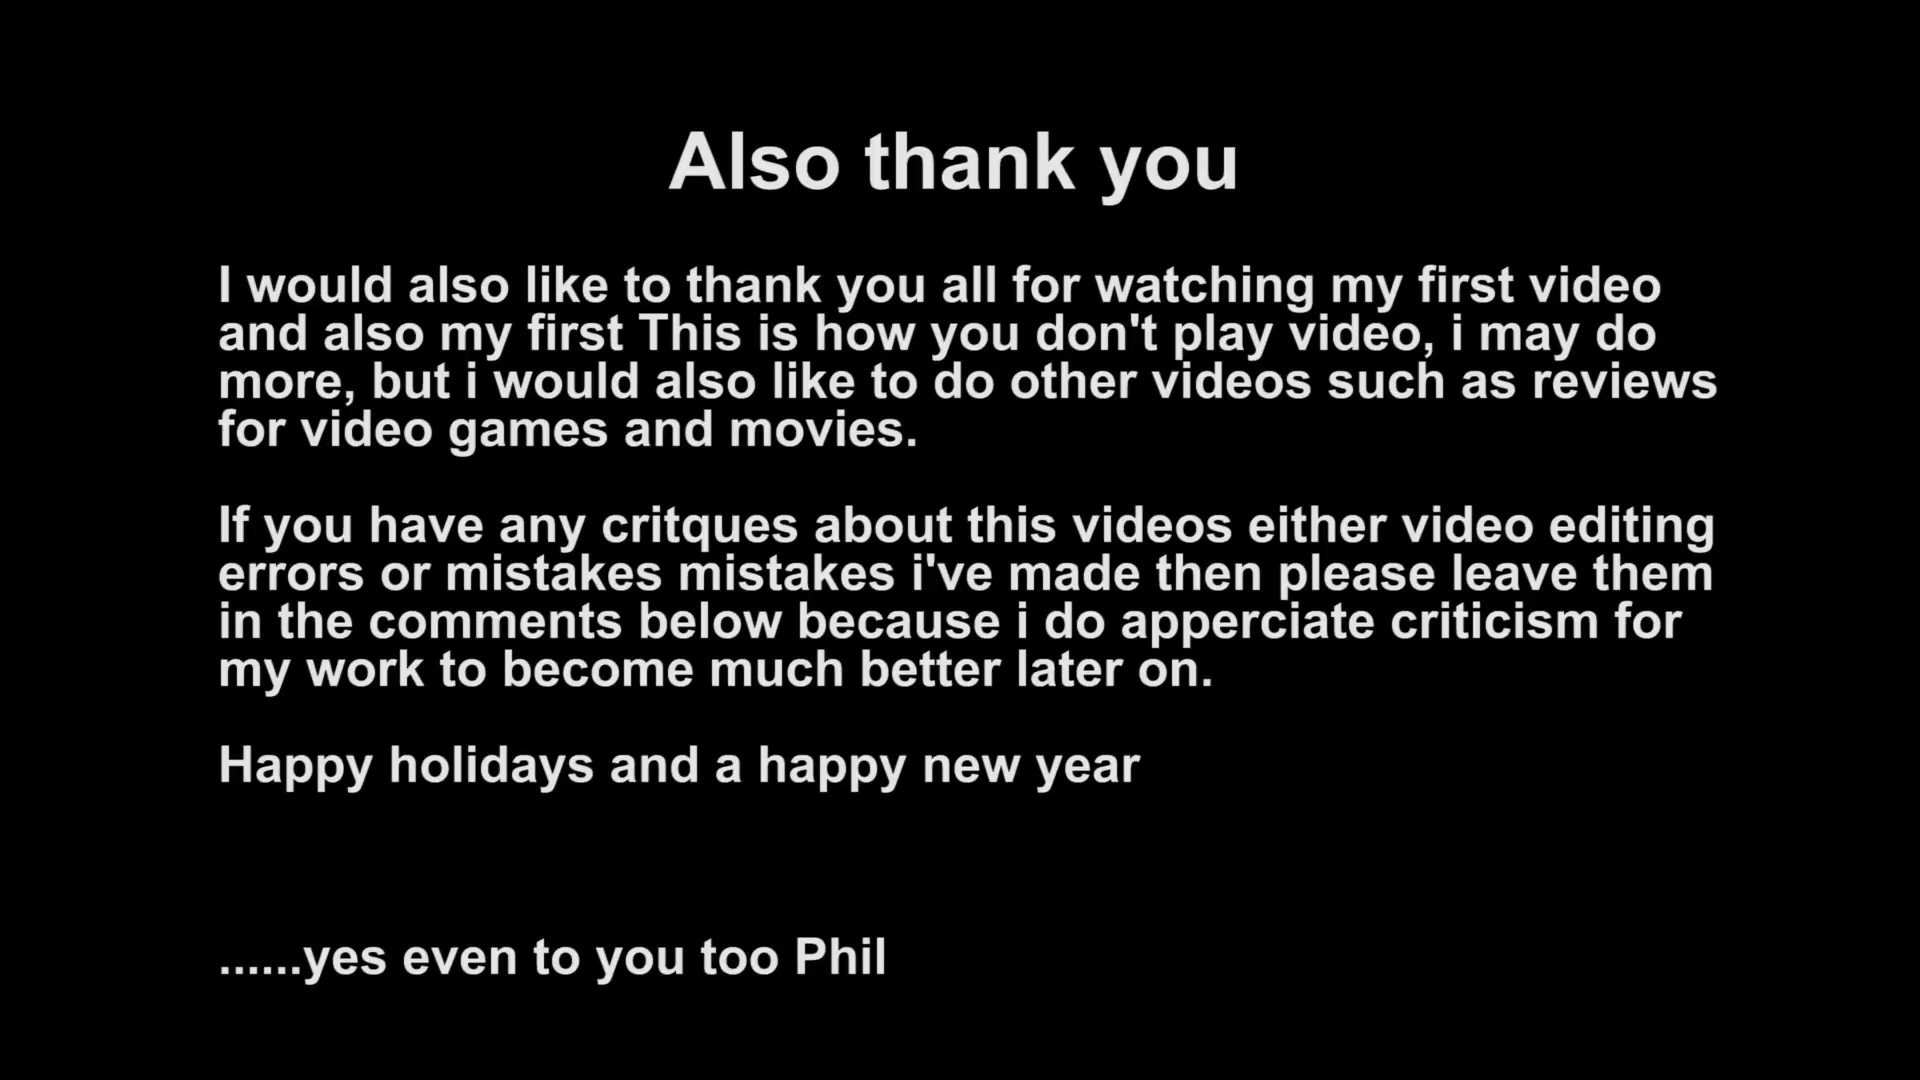 Also thank you
I would also like to thank you all for watching my first video
and also my first This is how you don't play video, i may do
more, but i would also like to do other videos such as reviews
for video games and movies.
If you have any critques about this videos either video editing
errors or mistakes mistakes i've made then please leave them
in the comments below because i do apperciate criticism for
my work to become much better later on.
Happy holidays and a happy new year
......yes even to you too Phil